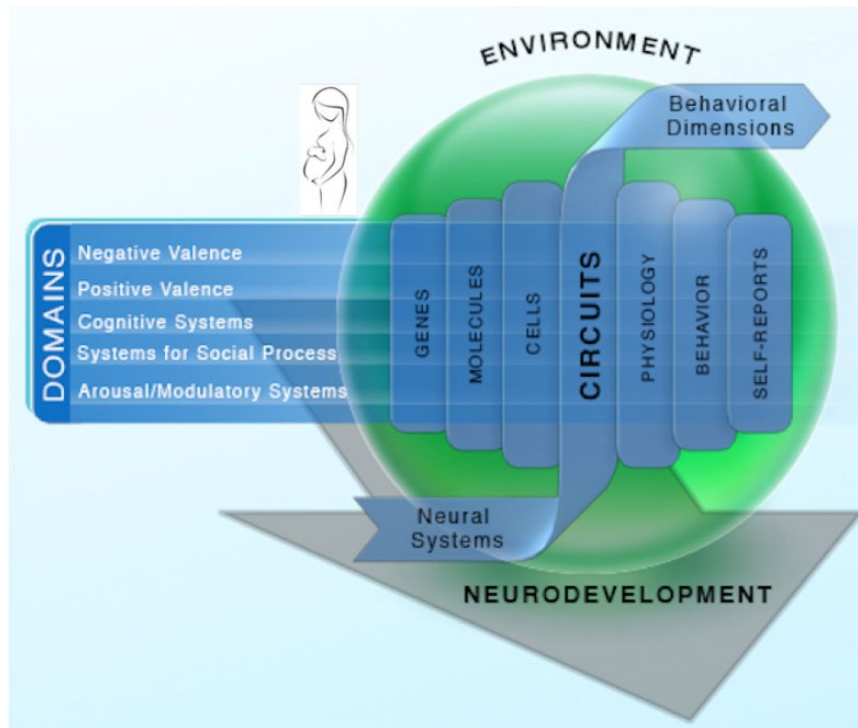 ENVIRONMENT
Behavioral
Dimensions
DOMAINS
Negative Valence
Positive Valence
Cognitive Systems
Systems for Social Process
Arousal/Modulatory Systems
GENES
MOLECULES
CELLS
CIRCUITS
PHYSIOLOGY
BEHAVIOR
SELF-REPORTS
Neural
Systems
NEURODEVELOPMENT